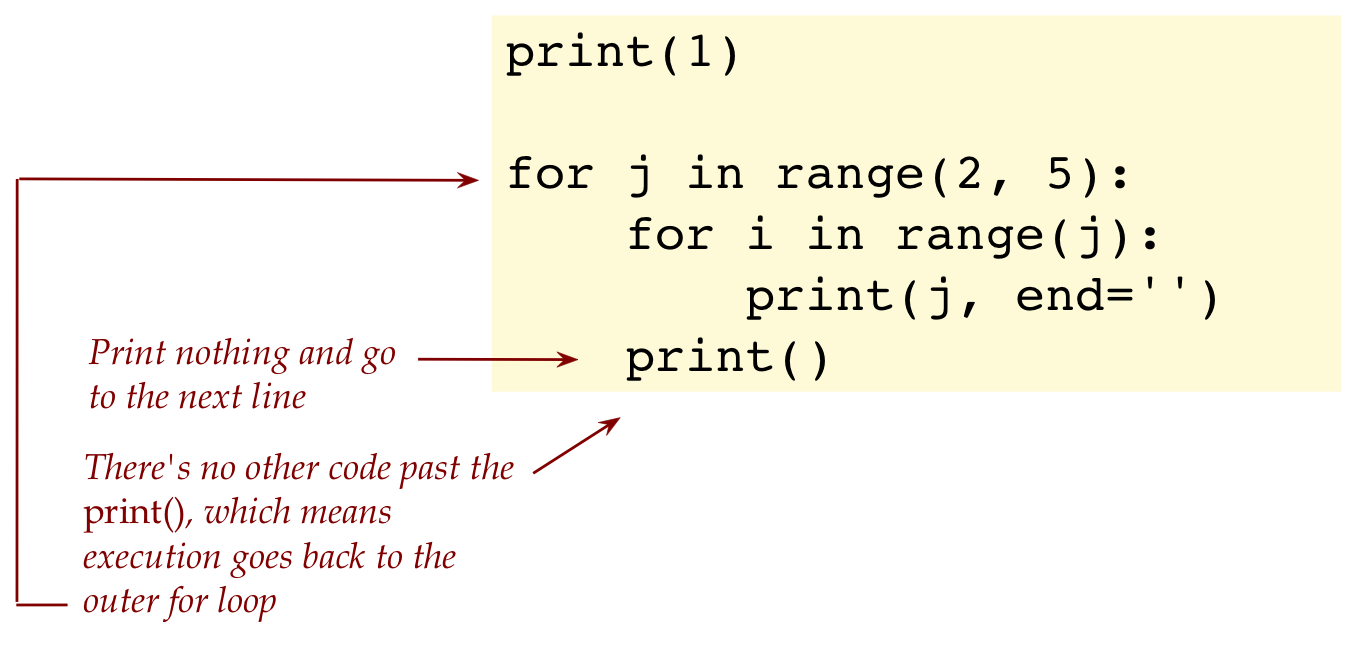 print(1)
for j in range(2, 5):
    for i in range(j):
        print(j, end='')
    print()
Print nothing and go
to the next line
There's no other code past the
print(), which means
execution goes back to the
outer for loop